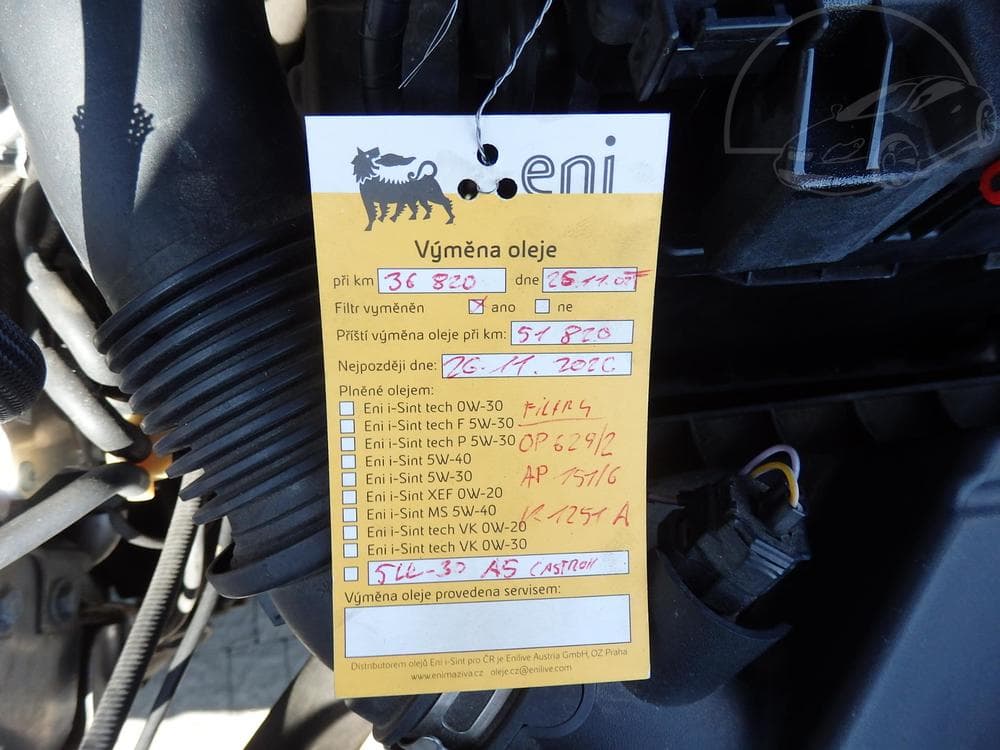 eni
Výměna oleje
při km 36 820 dne 26.11.
Filtr vyměněn ☒ ano ☐ ne
Příští výměna oleje při km: 51 820
Nejpozději dne: 26.11. 2026
Plněné olejem:
☐ Eni i-Sint tech 0W-30 FILTRY
☐ Eni i-Sint tech F 5W-30
☐ Eni i-Sint tech P 5W-30 OP 629/2
☐ Eni i-Sint 5W-40
☐ Eni i-Sint 5W-30 AP 151/6
☐ Eni i-Sint XEF 0W-20
☐ Eni i-Sint MS 5W-40 1251 A
☐ Eni i-Sint tech VK 0W-20
☐ Eni i-Sint tech VK 0W-30
☐ 5W-30 A5 CASTROL
Výměna oleje provedena servisem:
Distributorem olejů Eni i-Sint pro ČR je Enilive Austria GmbH, OZ Praha
www.enimaziva.cz oleje.cz@enilive.com